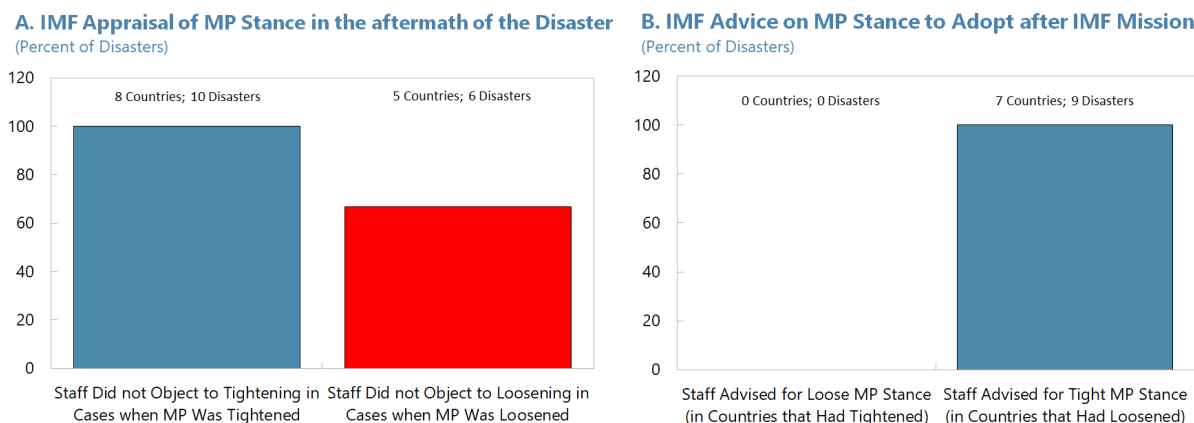 A. IMF Appraisal of MP Stance in the aftermath of the Disaster
(Percent of Disasters)
120
100
80
60
40
20
0
8 Countries; 10 Disasters
5 Countries; 6 Disasters
Staff Did not Object to Tightening in
Cases when MP Was Tightened
Staff Did not Object to Loosening in
Cases when MP Was Loosened
B. IMF Advice on MP Stance to Adopt after IMF Mission
(Percent of Disasters)
120
100
80
60
40
20
0
0 Countries; 0 Disasters
7 Countries; 9 Disasters
Staff Advised for Loose MP Stance
(in Countries that Had Tightened)
Staff Advised for Tight MP Stance
(in Countries that Had Loosened)